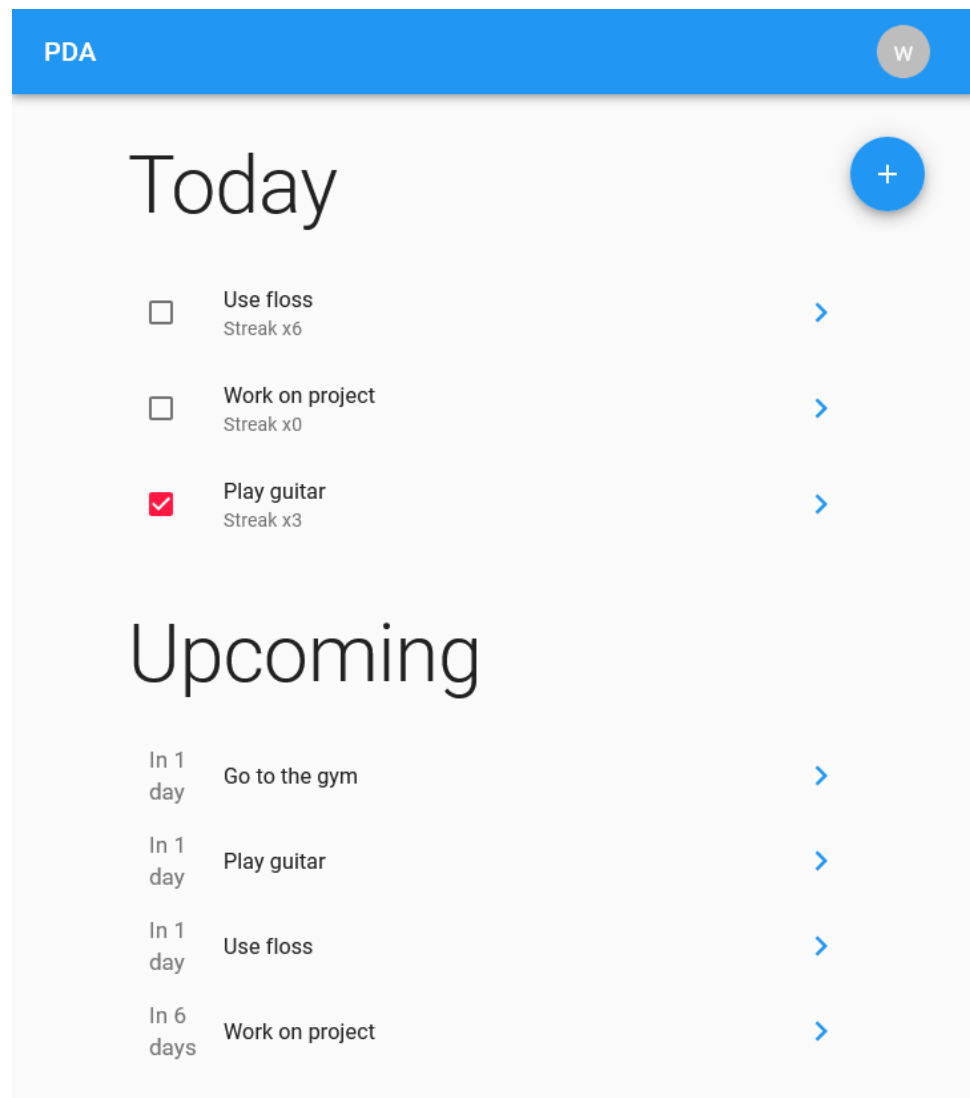 PDA
W
Today
+
Use floss
Streak x6
Work on project
Streak x0
Play guitar
Streak x3
Upcoming
In 1
day
Go to the gym
In 1
day
Play guitar
In 1
day
Use floss
In 6
days
Work on project